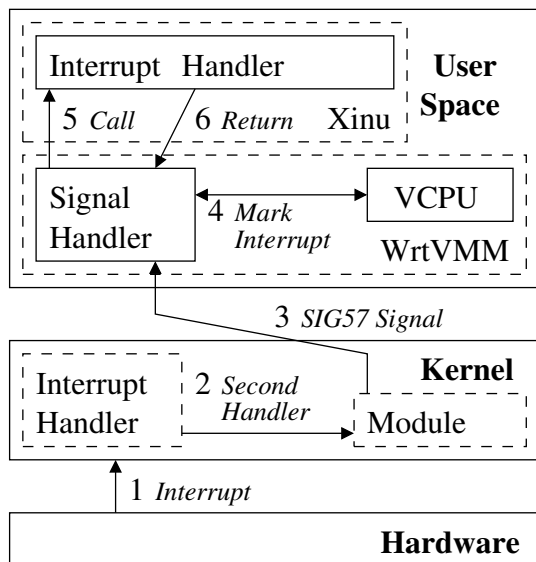 Interrupt Handler
User
Space
5 Call
6 Return
Xinu
Signal
Handler
4 Mark
Interrupt
VCPU
WrtVMM
3 SIG57 Signal
Kernel
Interrupt
Handler
2 Second
Handler
Module
1 Interrupt
Hardware